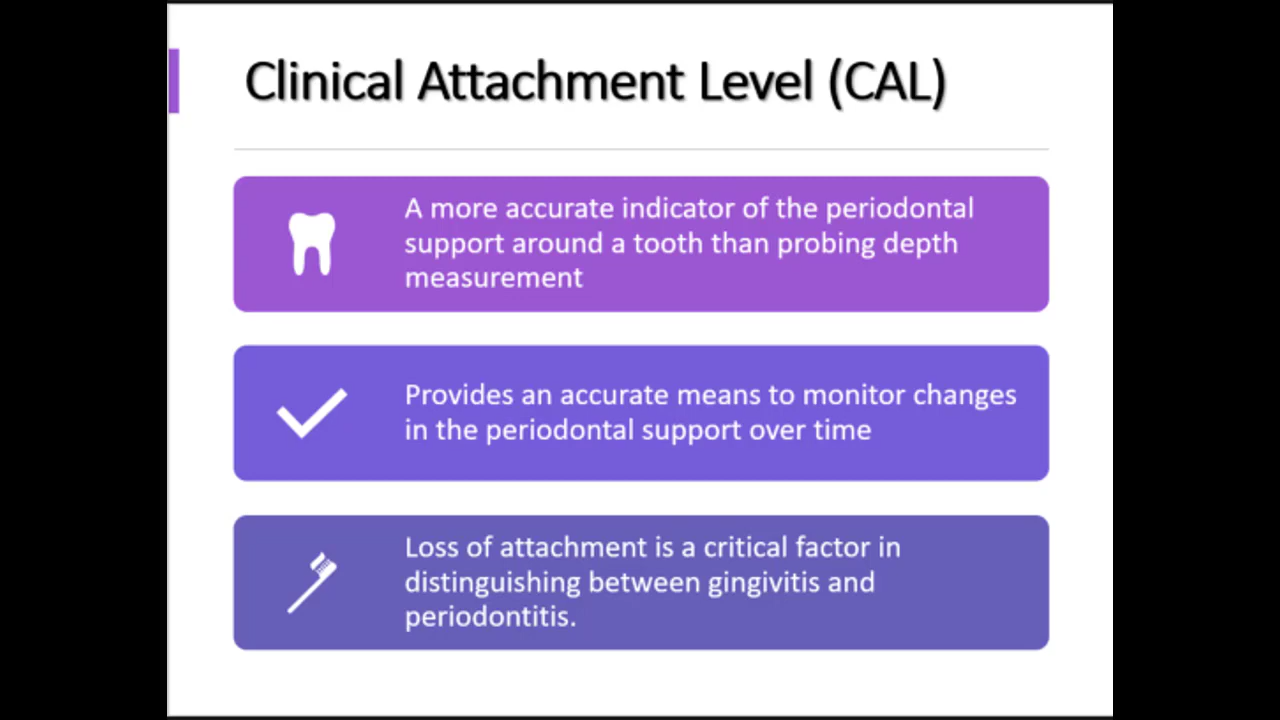 Clinical Attachment Level (CAL)
A more accurate indicator of the periodontal
support around a tooth than probing depth
measurement
Provides an accurate means to monitor changes
in the periodontal support over time
Loss of attachment is a critical factor in
distinguishing between gingivitis and
periodontitis.